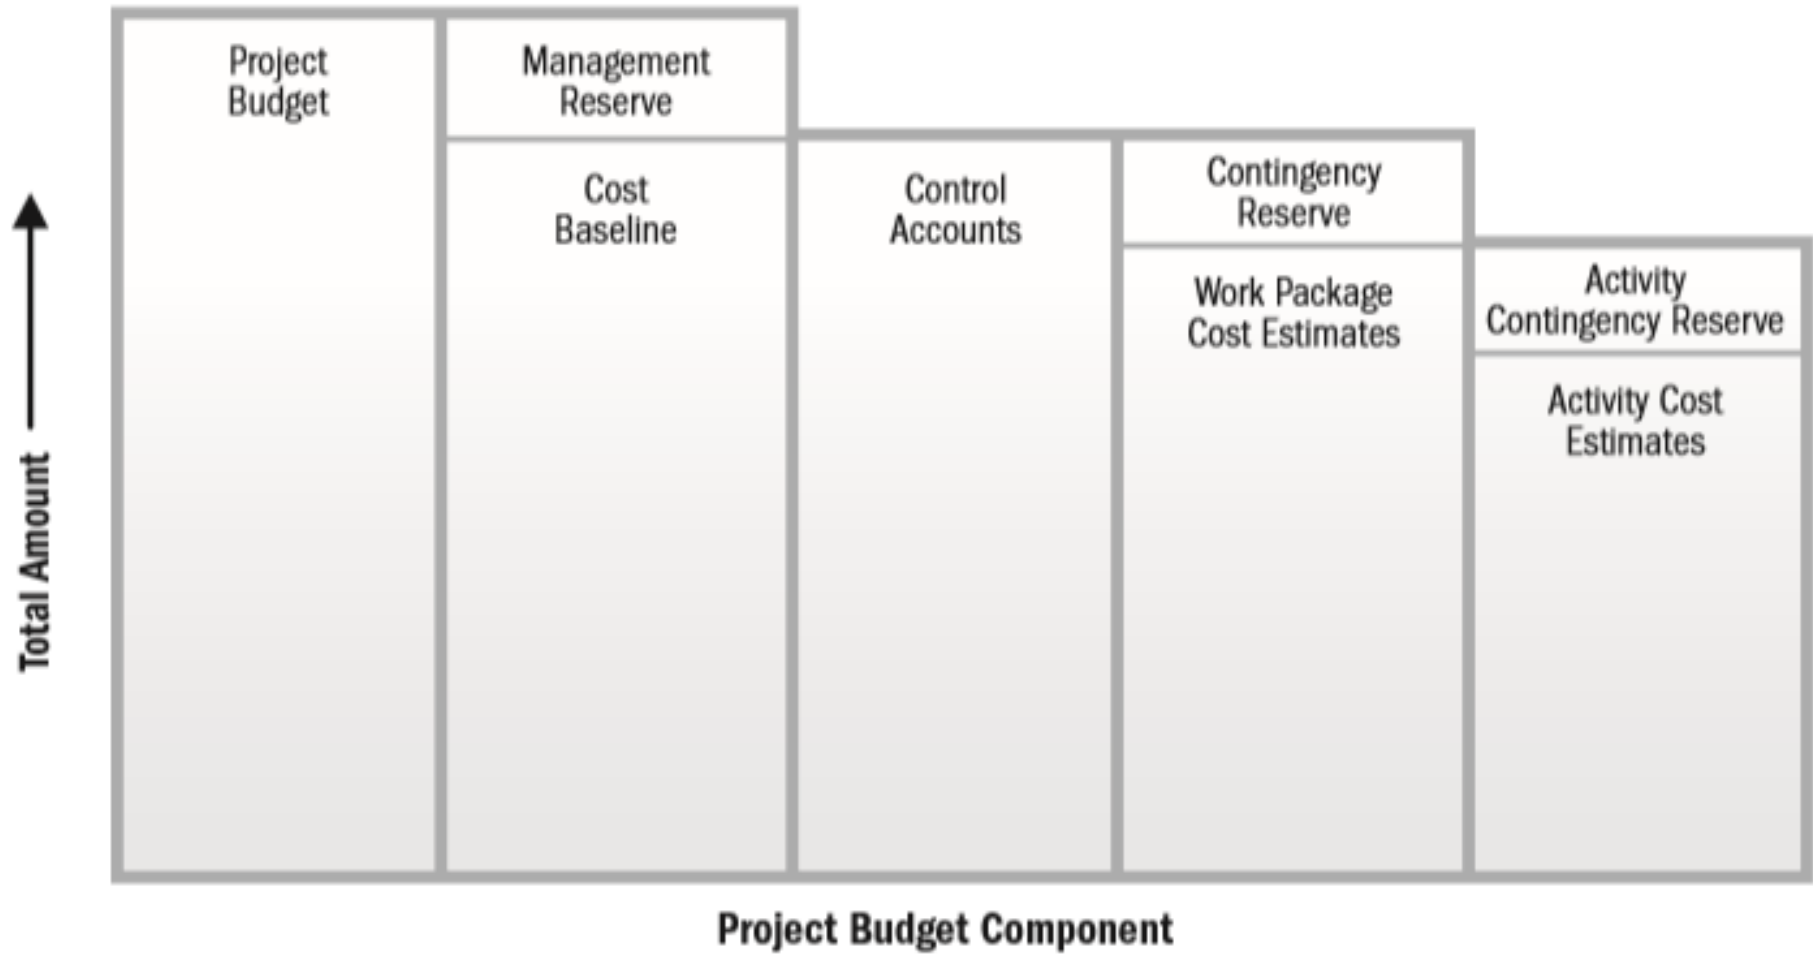 Project
Budget
Management
Reserve
Cost
Baseline
Control
Accounts
Contingency
Reserve
Work Package
Cost Estimates
Activity
Contingency Reserve
Activity Cost
Estimates
Total Amount
Project Budget Component